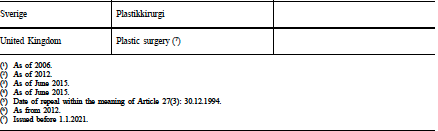 Sverige Plastikkirurgi
United Kingdom Plastic surgery (⁷)
(¹) As of 2006.
(²) As of 2012.
(³) As of June 2015.
(⁴) As of June 2015.
(⁵) Date of repeal within the meaning of Article 27(3): 30.12.1994.
(⁶) As from 2012.
(⁷) Issued before 1.1.2021.